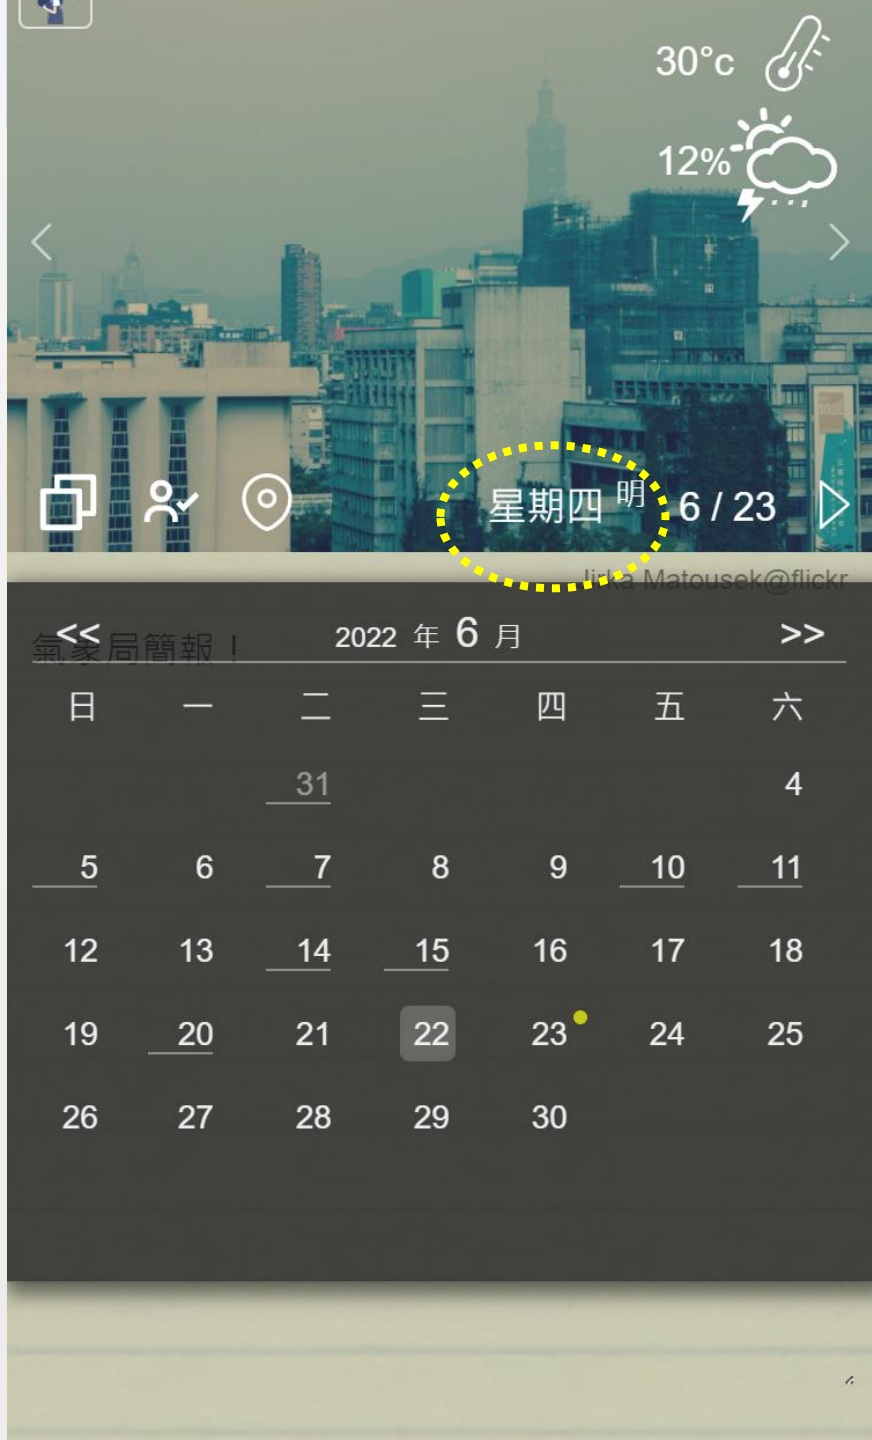 30°c
12%
星期四 明 6 / 23
Jirka Matousek@flickr
氣象局簡報！
<< 2022 年 6 月 >>
日 一 二 三 四 五 六
31 4
5 6 7 8 9 10 11
12 13 14 15 16 17 18
19 20 21 22 23 24 25
26 27 28 29 30